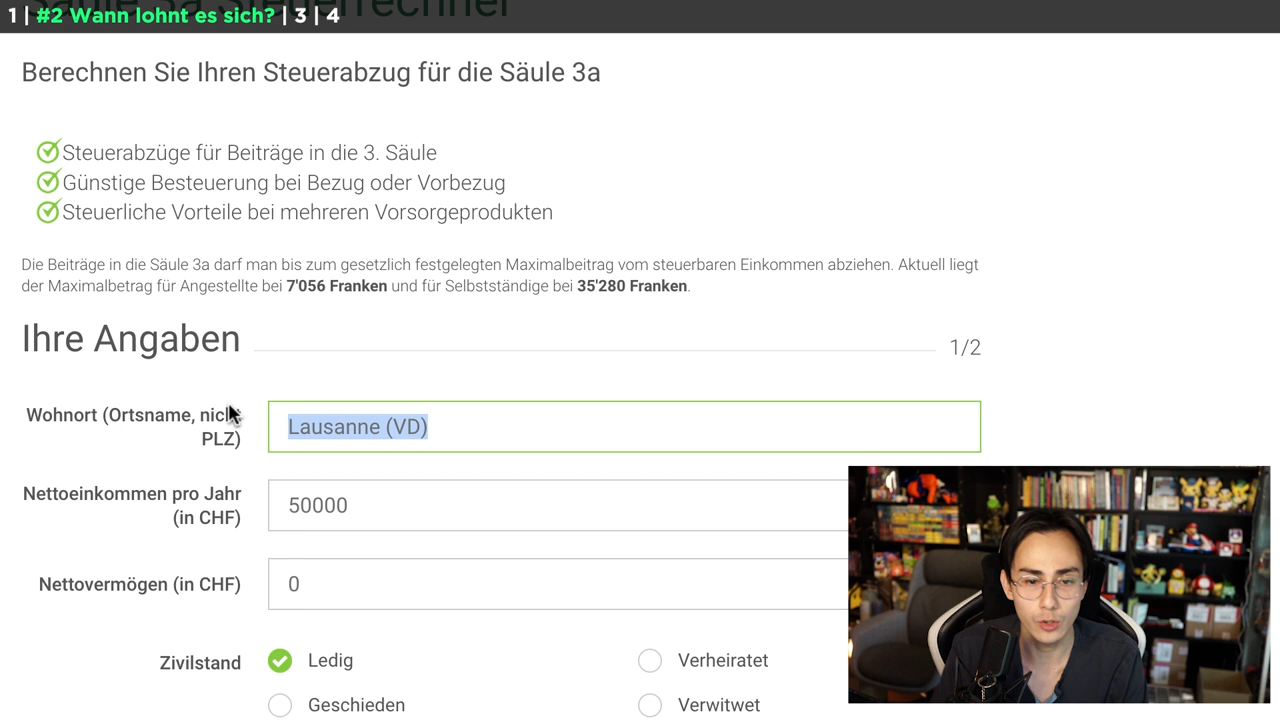 1 | #2 Wann lohnt es sich? | 3 | 4
Säule 3a Steuerrechner
Berechnen Sie Ihren Steuerabzug für die Säule 3a
Steuerabzüge für Beiträge in die 3. Säule
Günstige Besteuerung bei Bezug oder Vorbezug
Steuerliche Vorteile bei mehreren Vorsorgeprodukten
Die Beiträge in die Säule 3a darf man bis zum gesetzlich festgelegten Maximalbeitrag vom steuerbaren Einkommen abziehen. Aktuell liegt
der Maximalbetrag für Angestellte bei 7'056 Franken und für Selbstständige bei 35'280 Franken.
Ihre Angaben
1/2
Wohnort (Ortsname, nicht
PLZ)
Lausanne (VD)
Nettoeinkommen pro Jahr
(in CHF)
50000
Nettovermögen (in CHF)
0
Zivilstand
Ledig
Verheiratet
Geschieden
Verwitwet